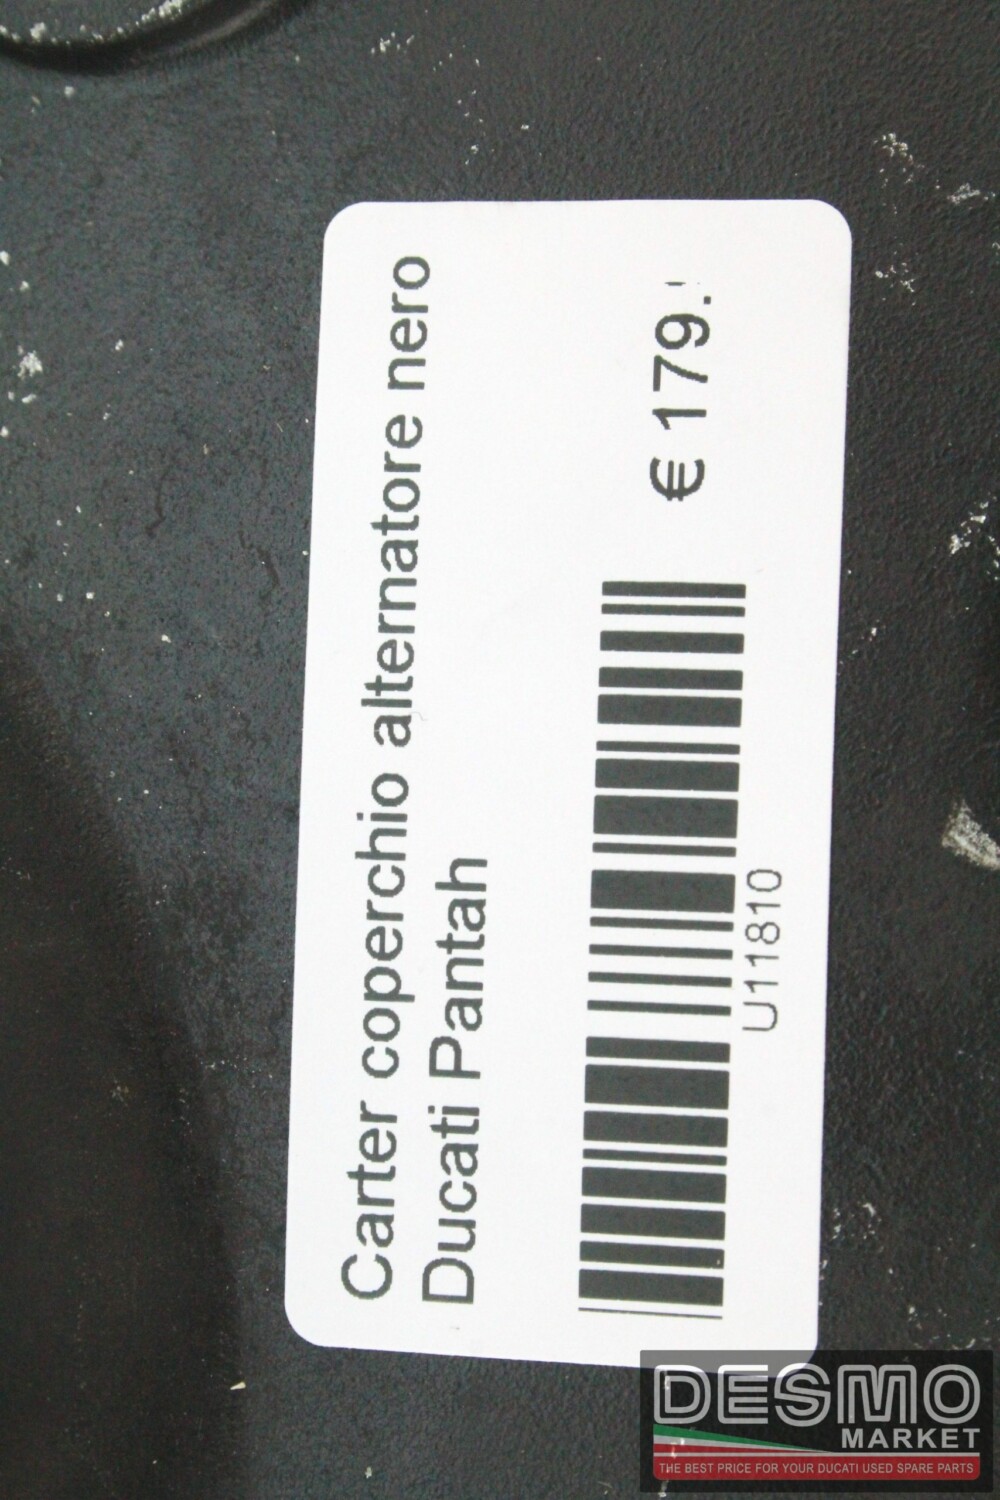 Carter coperchio alternatore nero
Ducati Pantah
€ 179.
U11810
DESMO
MARKET
THE BEST PRICE FOR YOUR DUCATI USED SPARE PARTS